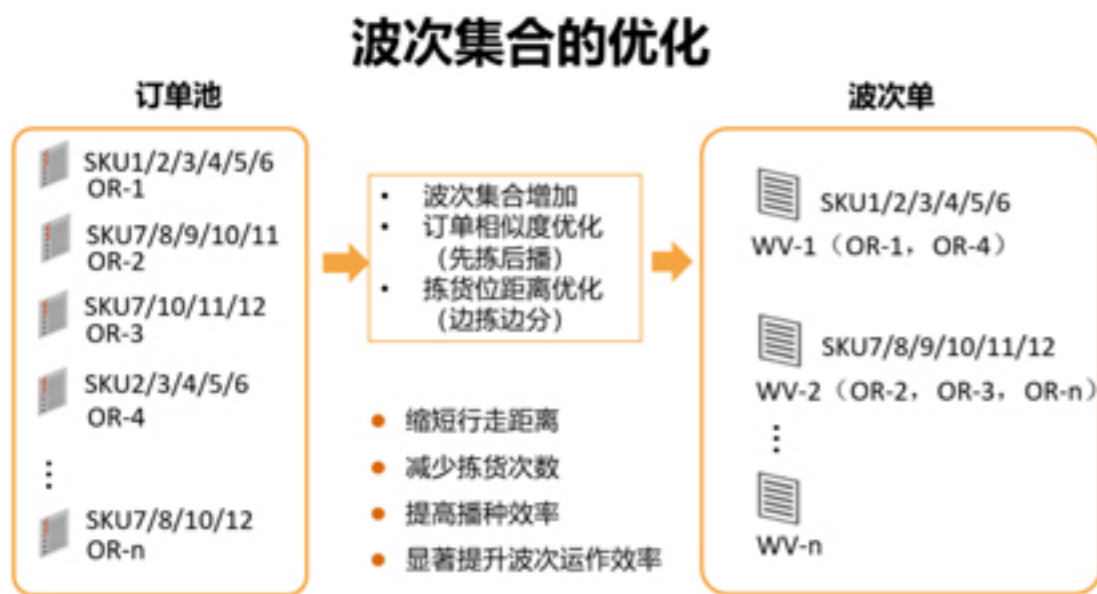 波次集合的优化
订单池
SKU1/2/3/4/5/6
OR-1
SKU7/8/9/10/11
OR-2
SKU7/10/11/12
OR-3
SKU2/3/4/5/6
OR-4
⋮
SKU7/8/10/12
OR-n
• 波次集合增加
• 订单相似度优化
（先拣后播）
• 拣货位距离优化
（边拣边分）
• 缩短行走距离
• 减少拣货次数
• 提高播种效率
• 显著提升波次运作效率
波次单
SKU1/2/3/4/5/6
WV-1（OR-1，OR-4）
SKU7/8/9/10/11/12
WV-2（OR-2，OR-3，OR-n）
⋮
WV-n